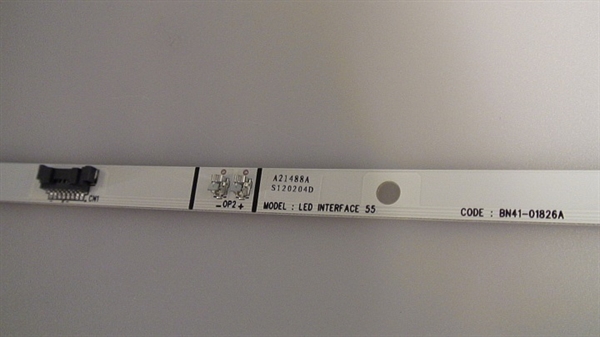 CN1
-OP2+
A21488A
S120204D
MODEL : LED INTERFACE 55
CODE : BN41-01826A